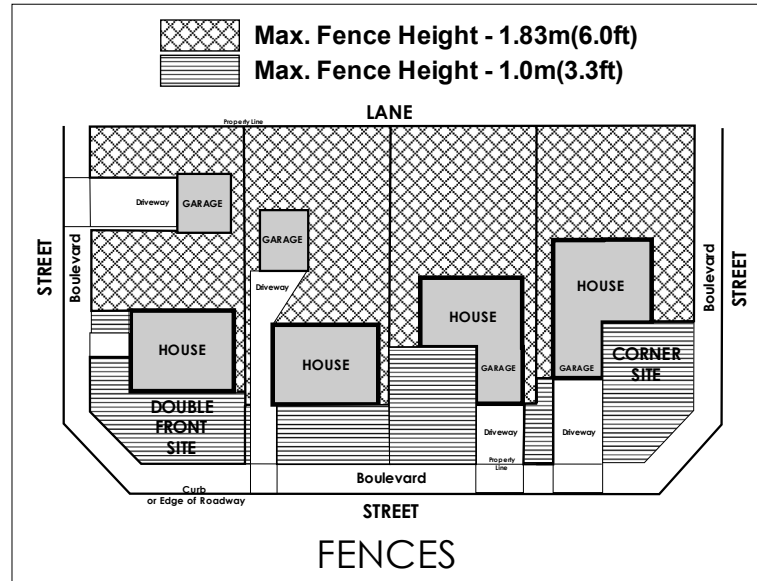 Max. Fence Height - 1.83m(6.0ft)
Max. Fence Height - 1.0m(3.3ft)
Property Line
LANE
Driveway
GARAGE
GARAGE
STREET
Boulevard
Driveway
HOUSE
HOUSE
Boulevard
STREET
HOUSE
HOUSE
GARAGE
GARAGE
CORNER
SITE
DOUBLE
FRONT
SITE
Driveway
Driveway
Property
Line
Boulevard
Curb
or Edge of Roadway
STREET
FENCES